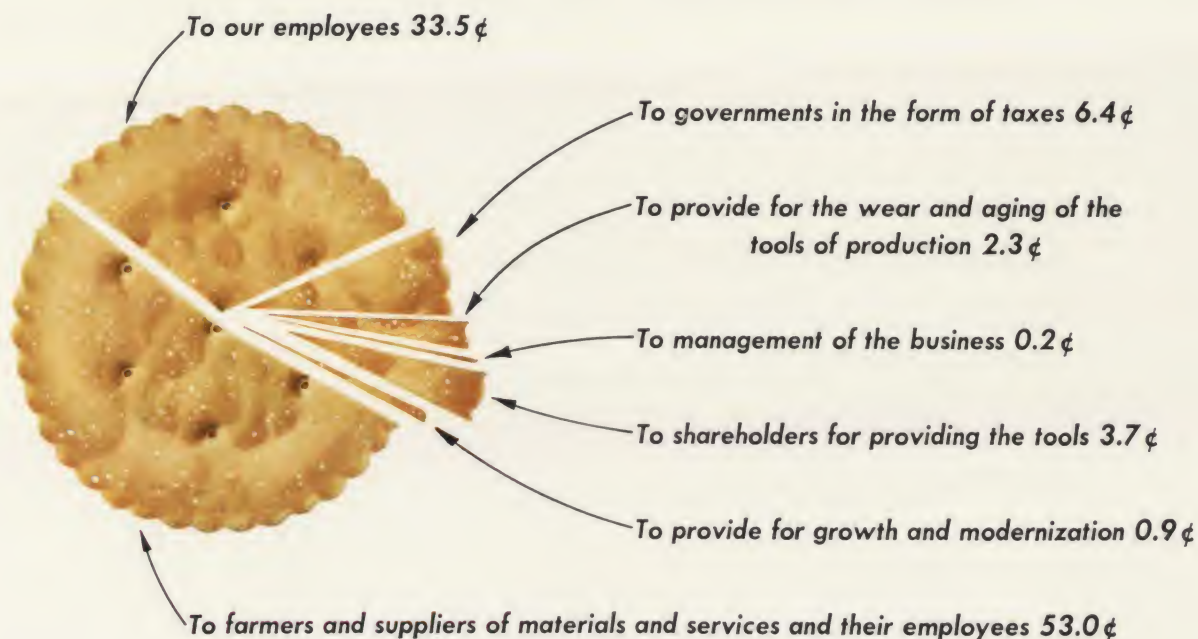 To our employees 33.5¢
To governments in the form of taxes 6.4¢
To provide for the wear and aging of the
tools of production 2.3¢
To management of the business 0.2¢
To shareholders for providing the tools 3.7¢
To provide for growth and modernization 0.9¢
To farmers and suppliers of materials and services and their employees 53.0¢